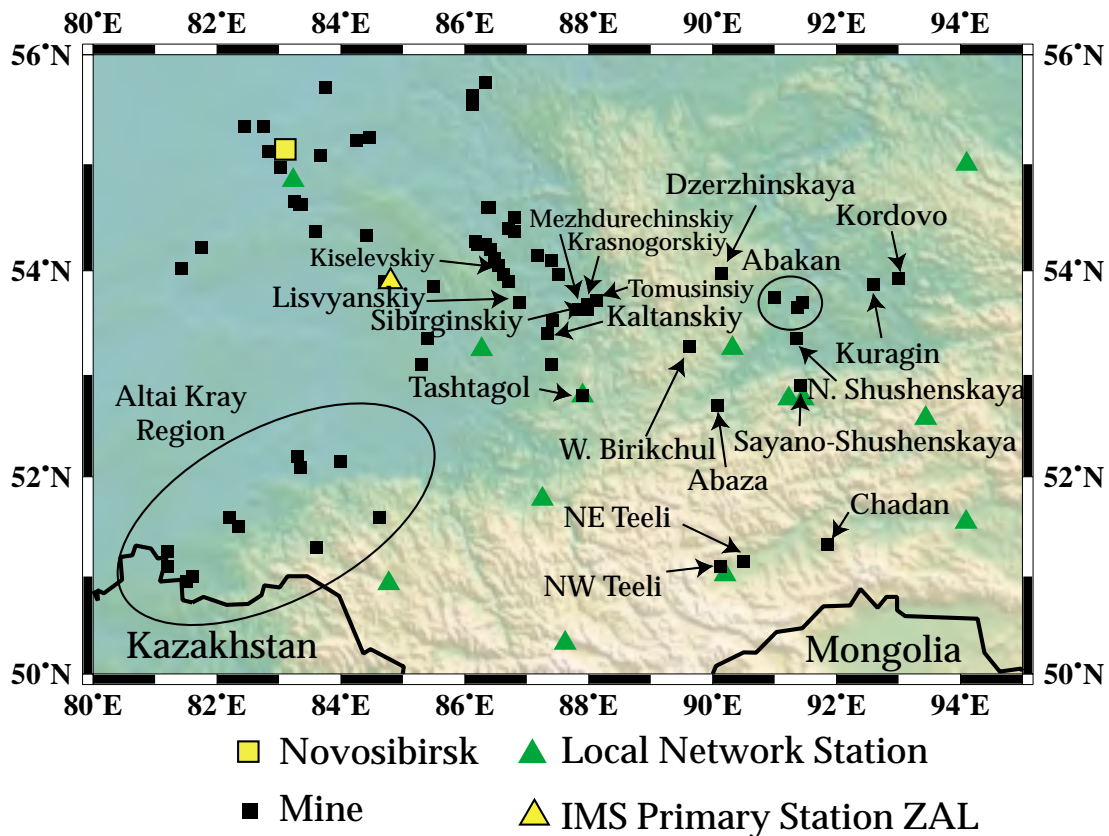 80˚E 82˚E 84˚E 86˚E 88˚E 90˚E 92˚E 94˚E
56˚N 56˚N
Dzerzhinskaya
Mezhdurechinskiy
Kordovo
Krasnogorskiy
Kiselevskiy
Abakan
54˚N 54˚N
Lisvyanskiy
Tomusinsiy
Sibirginskiy
Kaltanskiy
Kuragin
Tashtagol
N. Shushenskaya
Altai Kray
Region
W. Birikchul
Sayano-Shushenskaya
52˚N 52˚N
Abaza
NE Teeli
Chadan
NW Teeli
Kazakhstan
Mongolia
50˚N 50˚N
80˚E 82˚E 84˚E 86˚E 88˚E 90˚E 92˚E 94˚E
Novosibirsk
Local Network Station
Mine
IMS Primary Station ZAL